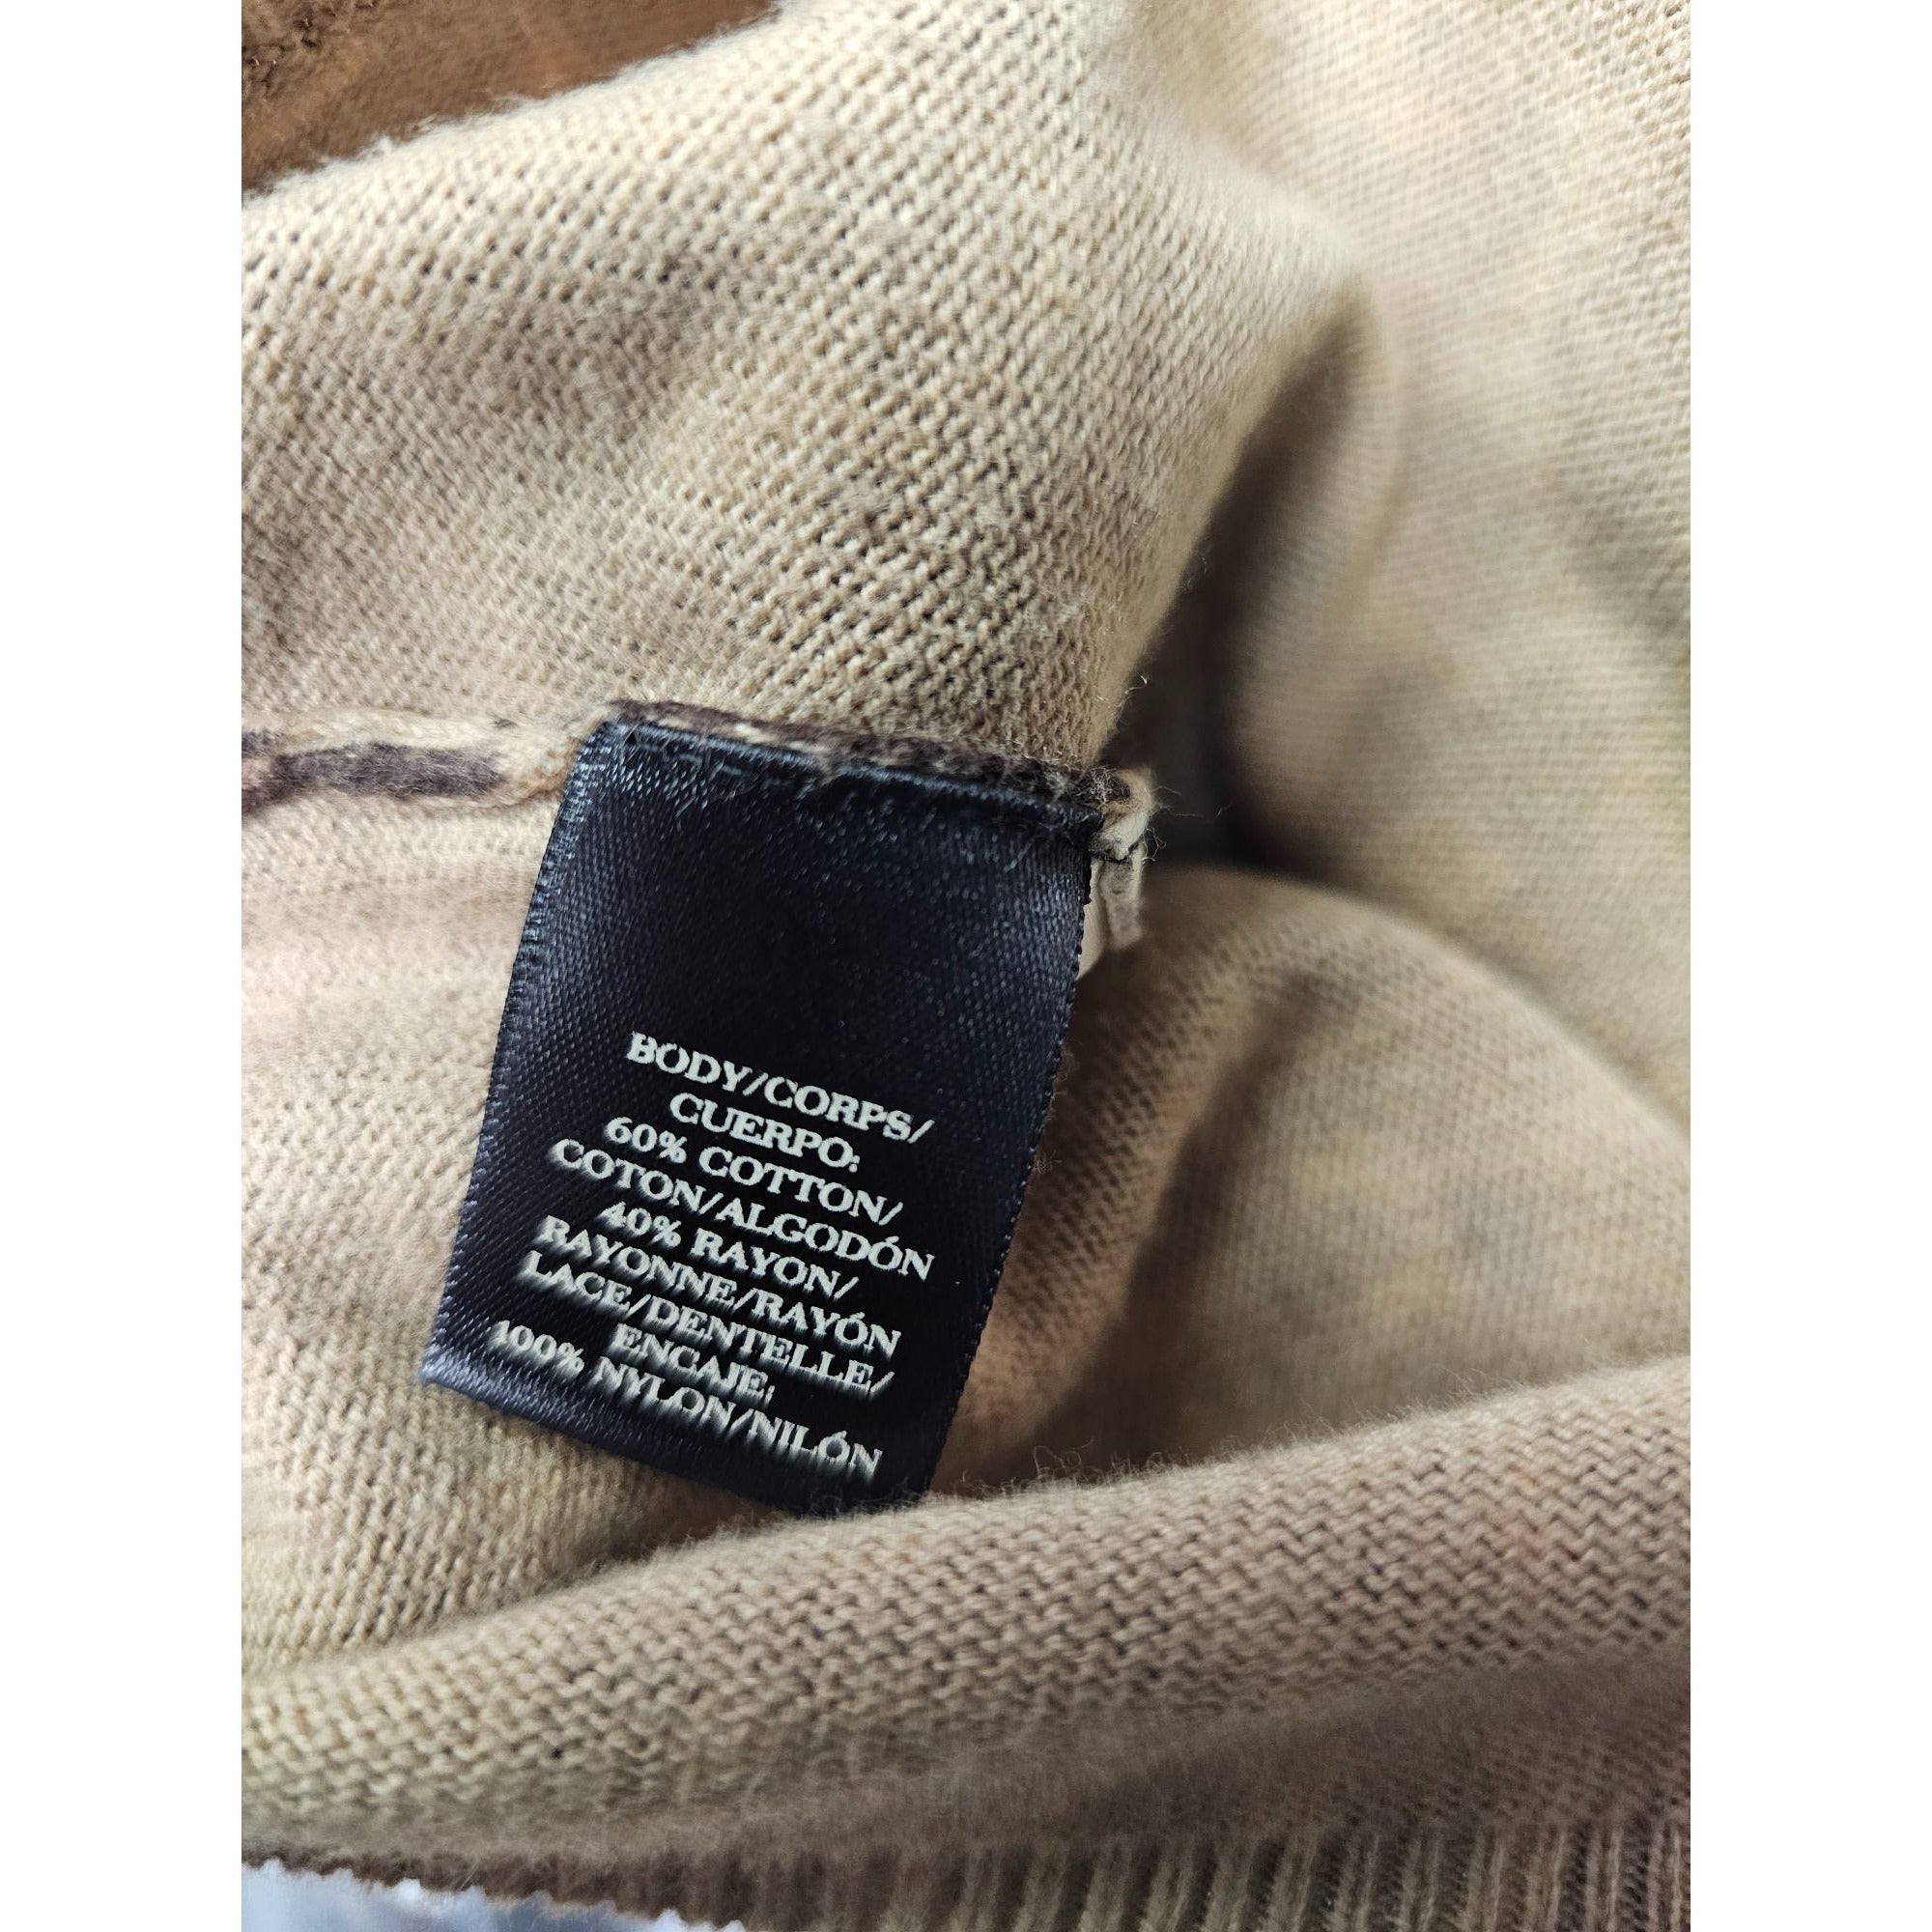 BODY/CORPS/
CUERPO:
60% COTTON/
COTON/ALGODÓN
40% RAYON/
RAYONNE/RAYÓN
LACE/DENTELLE/
ENCAJE:
100% NYLON/NILÓN